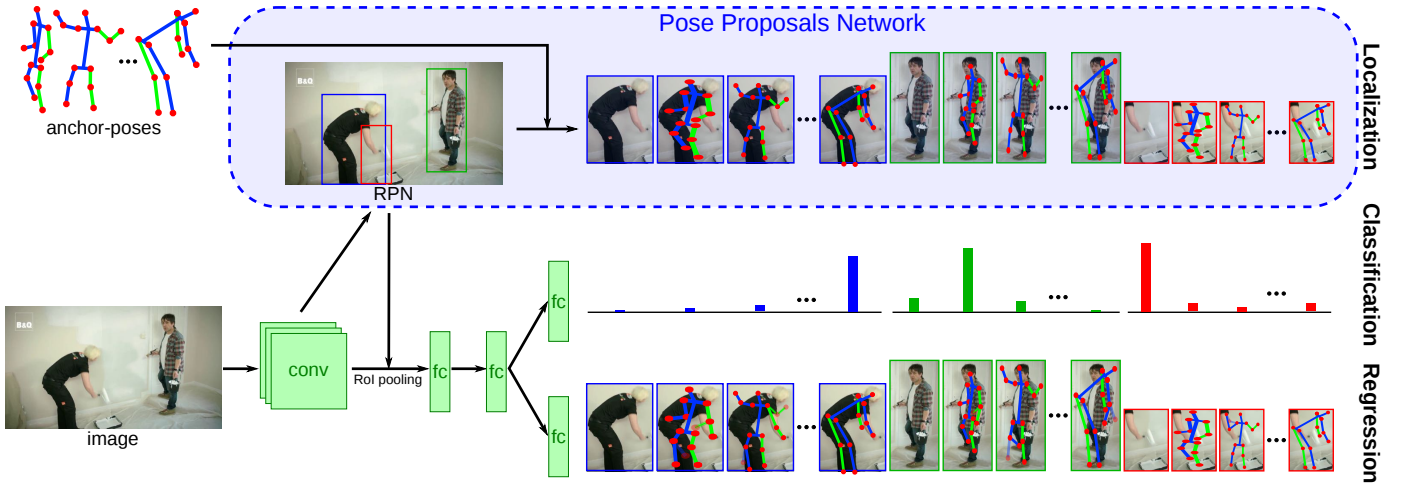 Pose Proposals Network
anchor-poses
...
B&Q
RPN
...
...
...
Localization
B&Q
image
conv
RoI pooling
fc
fc
fc
fc
...
...
...
Classification
...
...
...
Regression